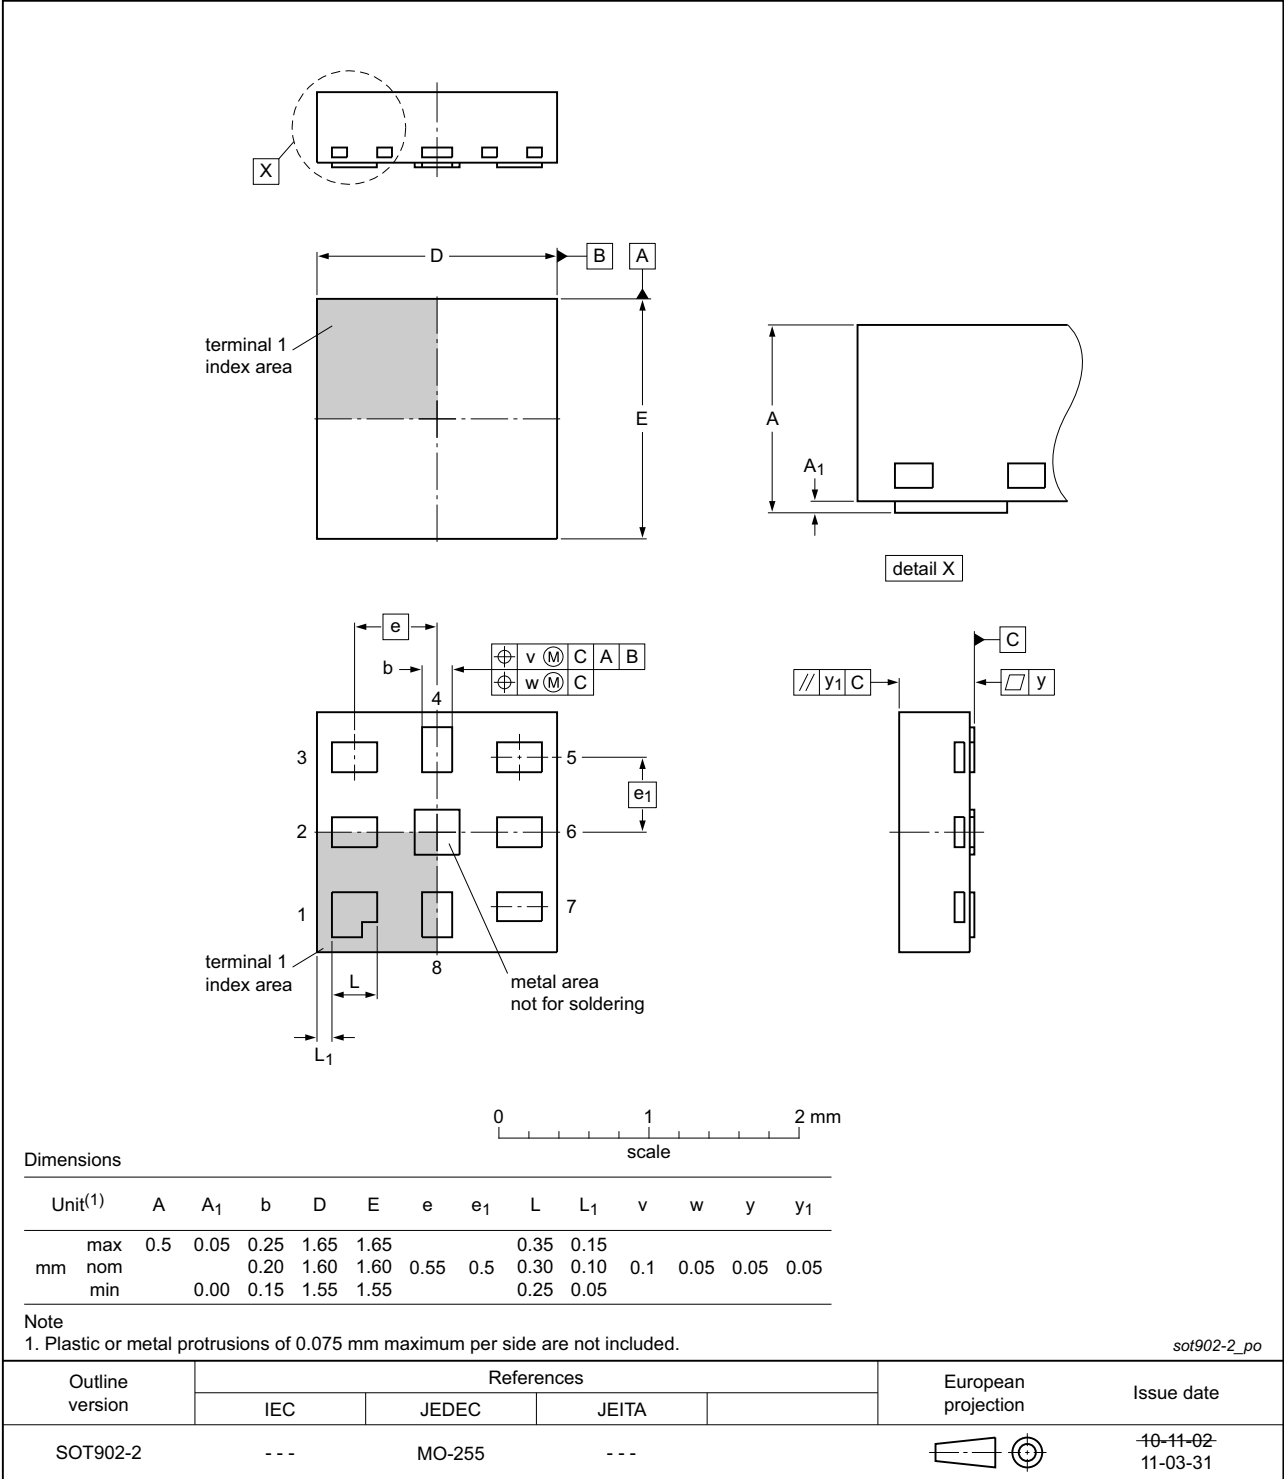 X
D
B
A
terminal 1
index area
E
A
A1
detail X
e
b
v M C A B
w M C
4
3
5
e1
2
6
1
7
terminal 1
index area
8
L
metal area
not for soldering
L1
C
// y1 C
y
0 1 2 mm
scale
Dimensions
Unit(1) A A1 b D E e e1 L L1 v w y y1
max 0.5 0.05 0.25 1.65 1.65 0.35 0.15
mm nom 0.20 1.60 1.60 0.55 0.5 0.30 0.10 0.1 0.05 0.05 0.05
min 0.00 0.15 1.55 1.55 0.25 0.05
Note
1. Plastic or metal protrusions of 0.075 mm maximum per side are not included.
sot902-2_po
Outline
version
References
IEC JEDEC JEITA
European
projection
Issue date
SOT902-2 - - - MO-255 - - -
10-11-02
11-03-31